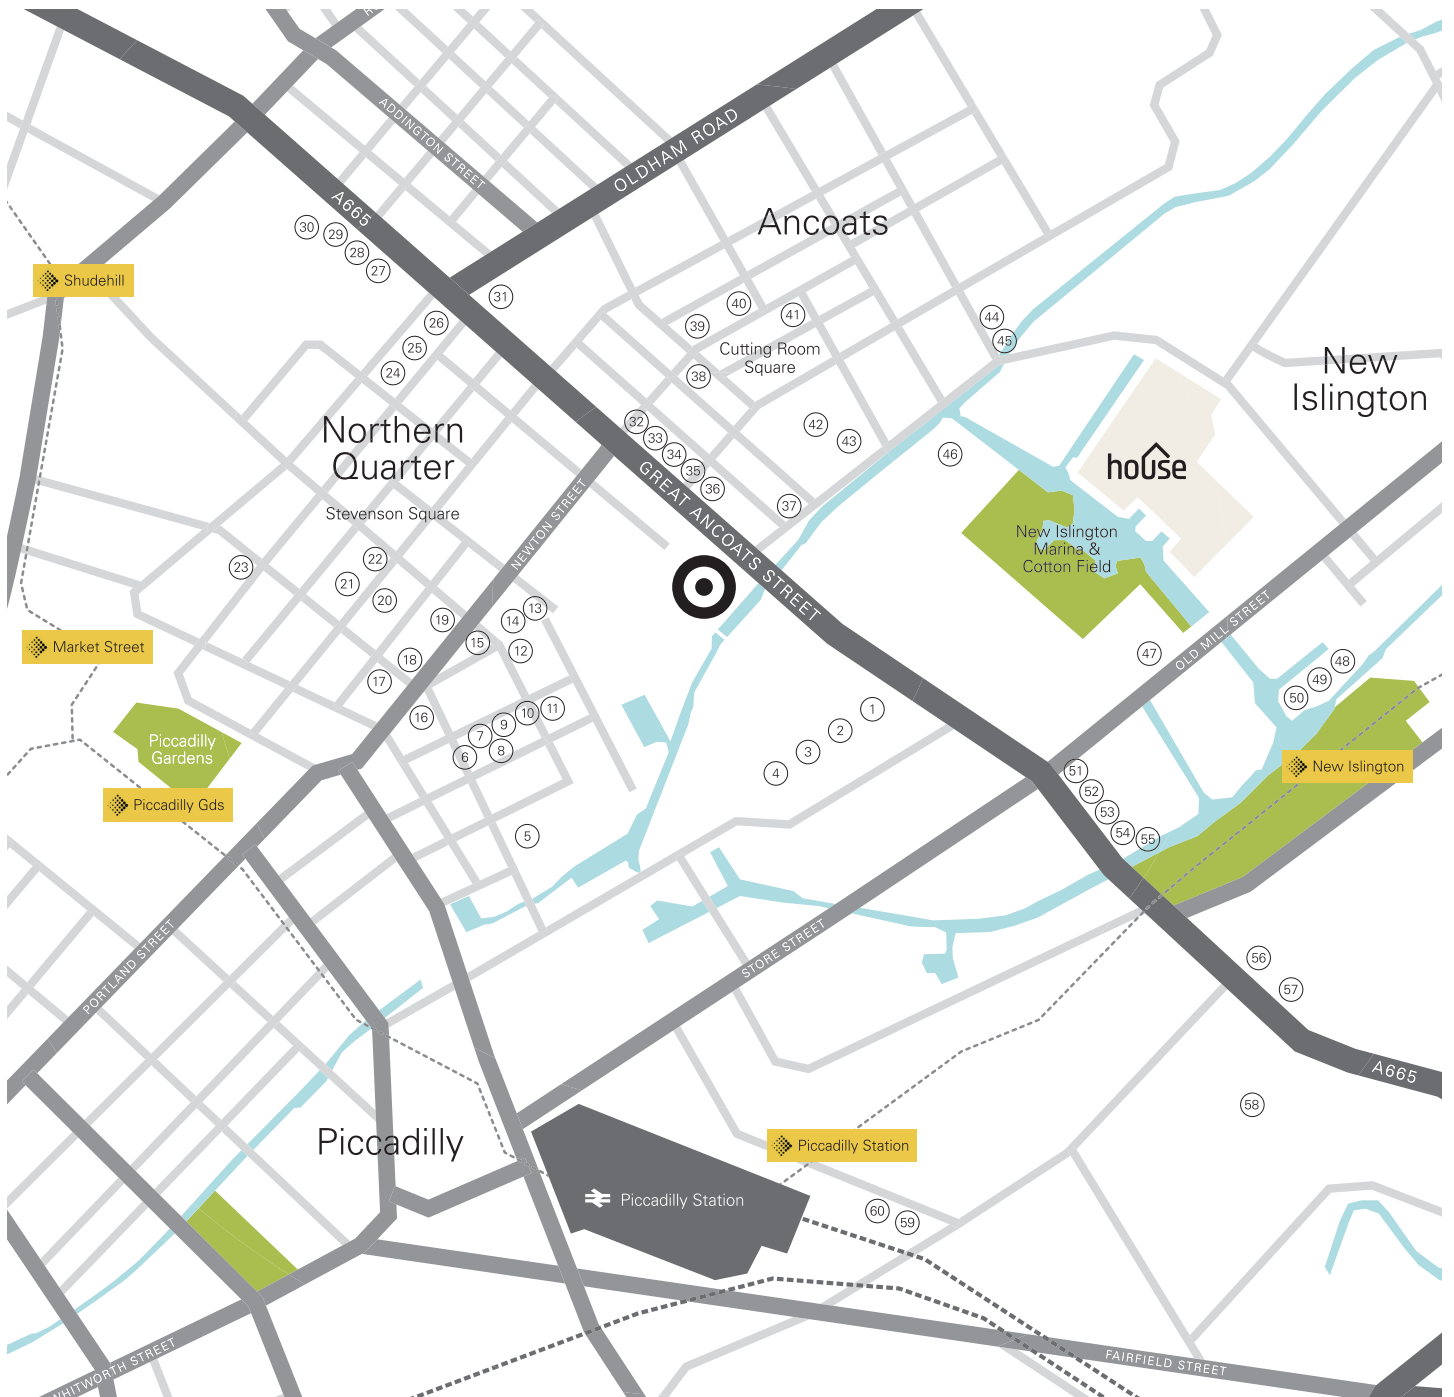 ADDINGTON STREET
OLDHAM ROAD
A665
Ancoats
30
29
28
27
Shudehill
31
26
25
24
40
39
41
Cutting Room
Square
38
44
45
New
Islington
Northern
Quarter
Stevenson Square
32
33
34
35
36
37
42
43
46
house
GREAT ANCOATS STREET
NEWTON STREET
New Islington
Marina &
Cotton Field
23
22
21
20
19
13
14
15
12
18
17
16
Market Street
OLD MILL STREET
47
48
49
50
Piccadilly
Gardens
Piccadilly Gds
11
10
9
7
8
6
5
1
2
3
4
New Islington
51
52
53
54
55
PORTLAND STREET
STORE STREET
56
57
A665
58
Piccadilly
Piccadilly Station
Piccadilly Station
60
59
WHITWORTH STREET
FAIRFIELD STREET